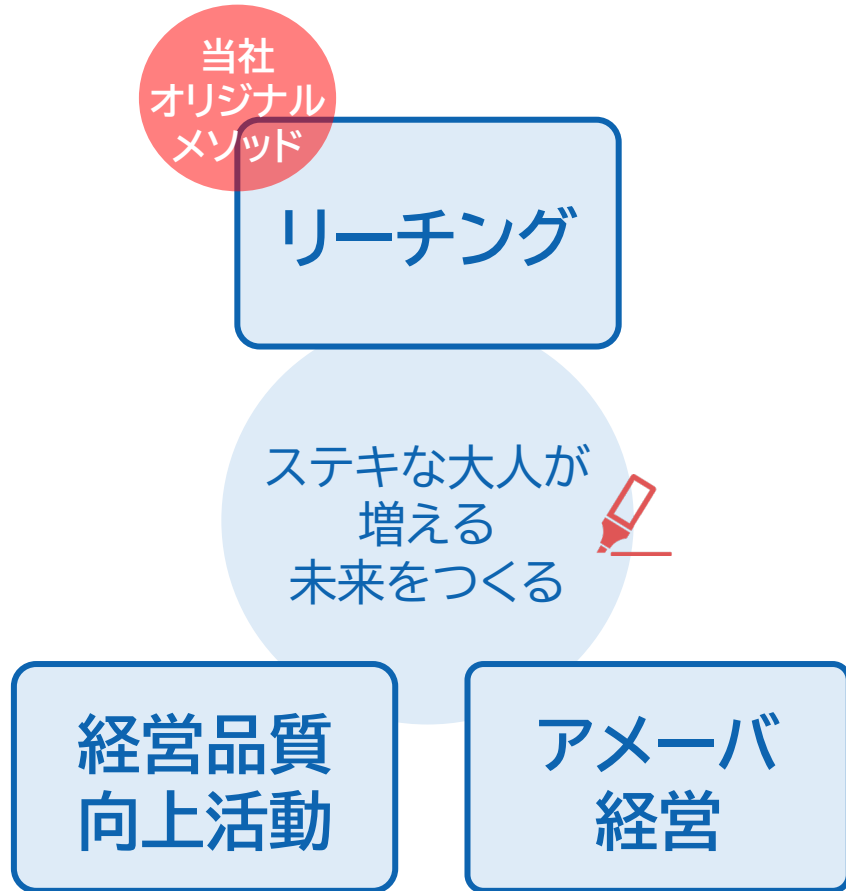 当社
オリジナル
メソッド
リーチング
ステキな大人が
増える
未来をつくる
経営品質
向上活動
アメーバ
経営